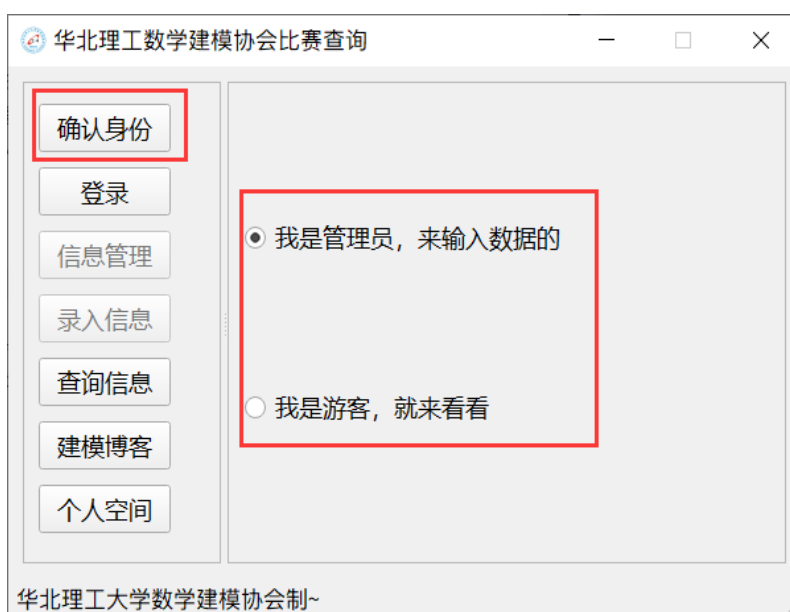 华北理工数学建模协会比赛查询
确认身份
登录
信息管理
录入信息
查询信息
建模博客
个人空间
我是管理员，来输入数据的
我是游客，就来看看
华北理工大学数学建模协会制~